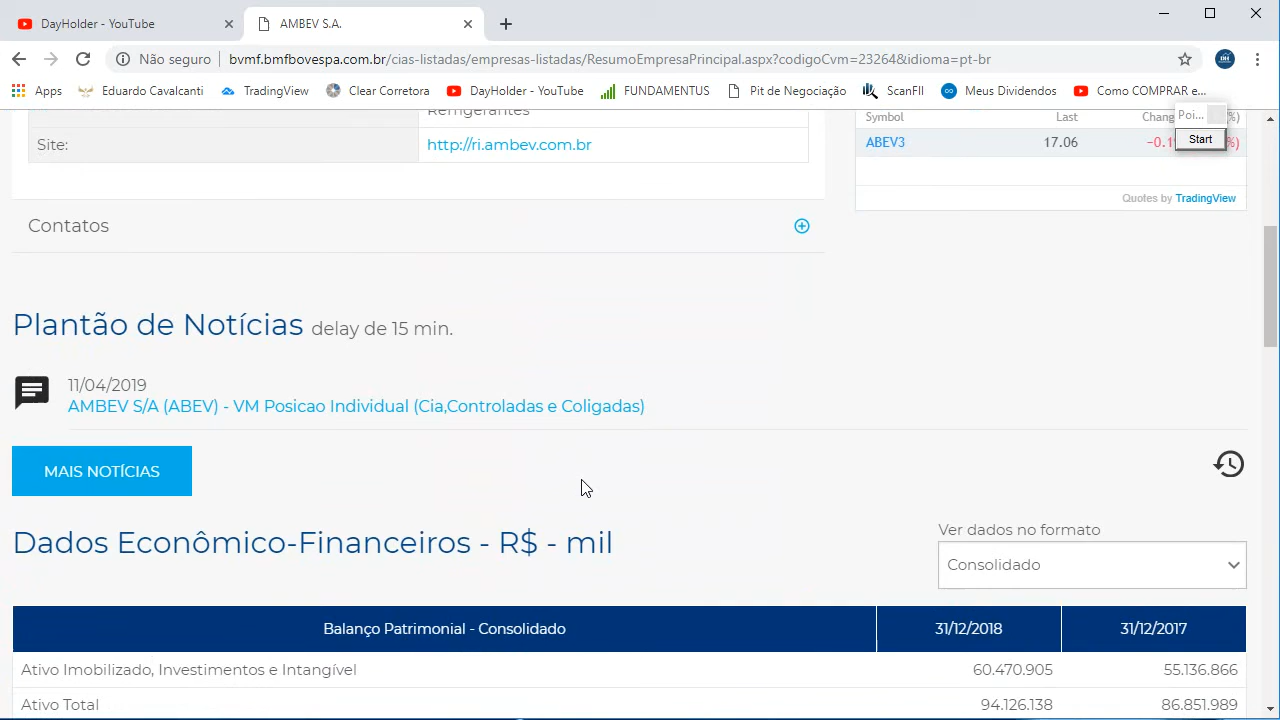 DayHolder - YouTube
AMBEV S.A.
Não seguro
bvmf.bmfbovespa.com.br/cias-listadas/empresas-listadas/ResumoEmpresaPrincipal.aspx?codigoCvm=23264&idioma=pt-br
Apps
Eduardo Cavalcanti
TradingView
Clear Corretora
DayHolder - YouTube
FUNDAMENTUS
Pit de Negociação
ScanFII
Meus Dividendos
Como COMPRAR e...
Poi...
Start
Refrigerantes
Site: http://ri.ambev.com.br
Symbol Last
ABEV3 17.06
Quotes by TradingView
Contatos
Plantão de Notícias delay de 15 min.
11/04/2019
AMBEV S/A (ABEV) - VM Posicao Individual (Cia,Controladas e Coligadas)
MAIS NOTÍCIAS
Dados Econômico-Financeiros - R$ - mil
Ver dados no formato
Consolidado
Balanço Patrimonial - Consolidado 31/12/2018 31/12/2017
Ativo Imobilizado, Investimentos e Intangível 60.470.905 55.136.866
Ativo Total 94.126.138 86.851.989